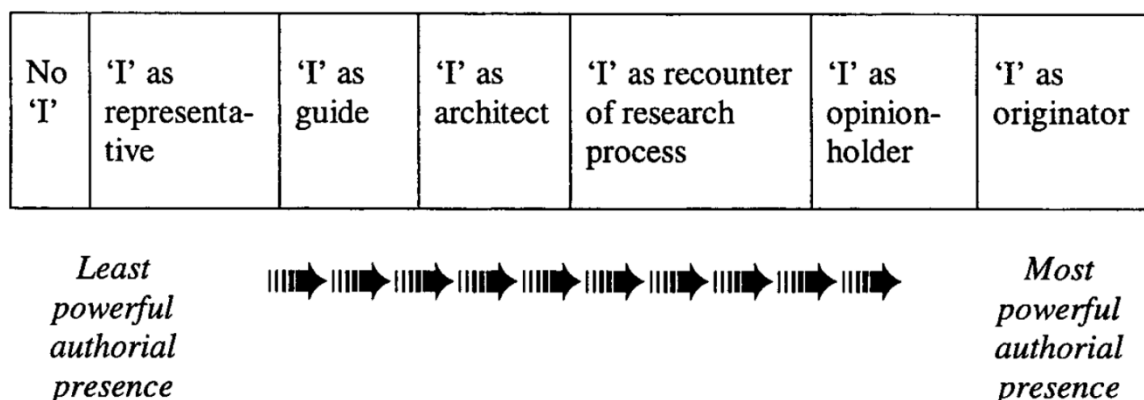 No 'I'
'I' as representa-tive
'I' as guide
'I' as architect
'I' as recounter of research process
'I' as opinion-holder
'I' as originator
Least
powerful
authorial
presence
Most
powerful
authorial
presence